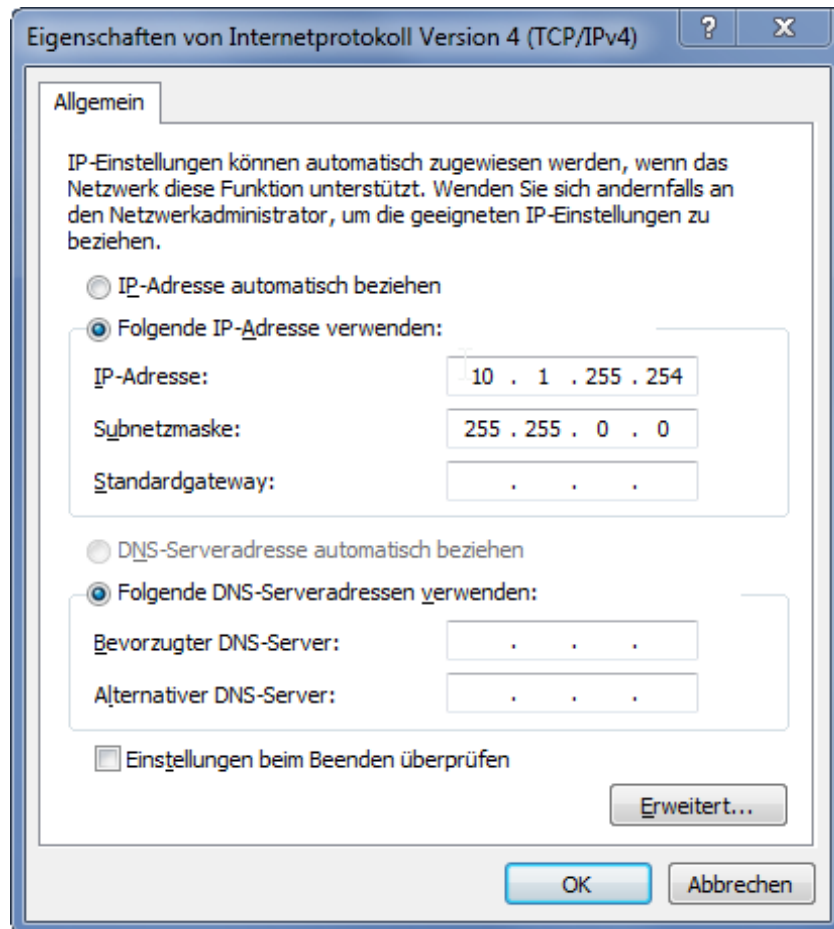 Eigenschaften von Internetprotokoll Version 4 (TCP/IPv4)
?
X
Allgemein
IP-Einstellungen können automatisch zugewiesen werden, wenn das
Netzwerk diese Funktion unterstützt. Wenden Sie sich andernfalls an
den Netzwerkadministrator, um die geeigneten IP-Einstellungen zu
beziehen.
IP-Adresse automatisch beziehen
Folgende IP-Adresse verwenden:
IP-Adresse: 10 . 1 . 255 . 254
Subnetzmaske: 255 . 255 . 0 . 0
Standardgateway: . . .
DNS-Serveradresse automatisch beziehen
Folgende DNS-Serveradressen verwenden:
Bevorzugter DNS-Server: . . .
Alternativer DNS-Server: . . .
Einstellungen beim Beenden überprüfen
Erweitert...
OK Abbrechen